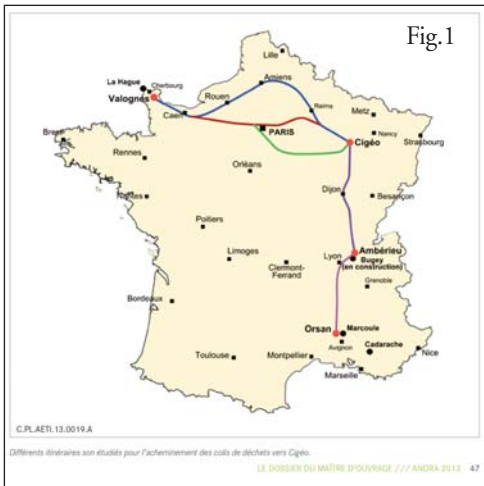 Fig.1
Lille
La Hague
Cherbourg
Valognes
Amiens
Rouen
Caen
Reims
Metz
PARIS
Nancy
Cigéo
Strasbourg
Brest
Rennes
Orléans
Dijon
Besançon
Nantes
Poitiers
Ambérieu
Limoges
Clermont-
Ferrand
Lyon
Bugey
(en construction)
Grenoble
Bordeaux
Orsan
Marcoule
Avignon
Cadarache
Nice
Toulouse
Montpellier
Marseille
C.PL.AETI.13.0019.A
Différents itinéraires son étudiés pour l'acheminement des colis de déchets vers Cigéo.
LE DOSSIER DU MAÎTRE D'OUVRAGE /// ANDRA 2013 47